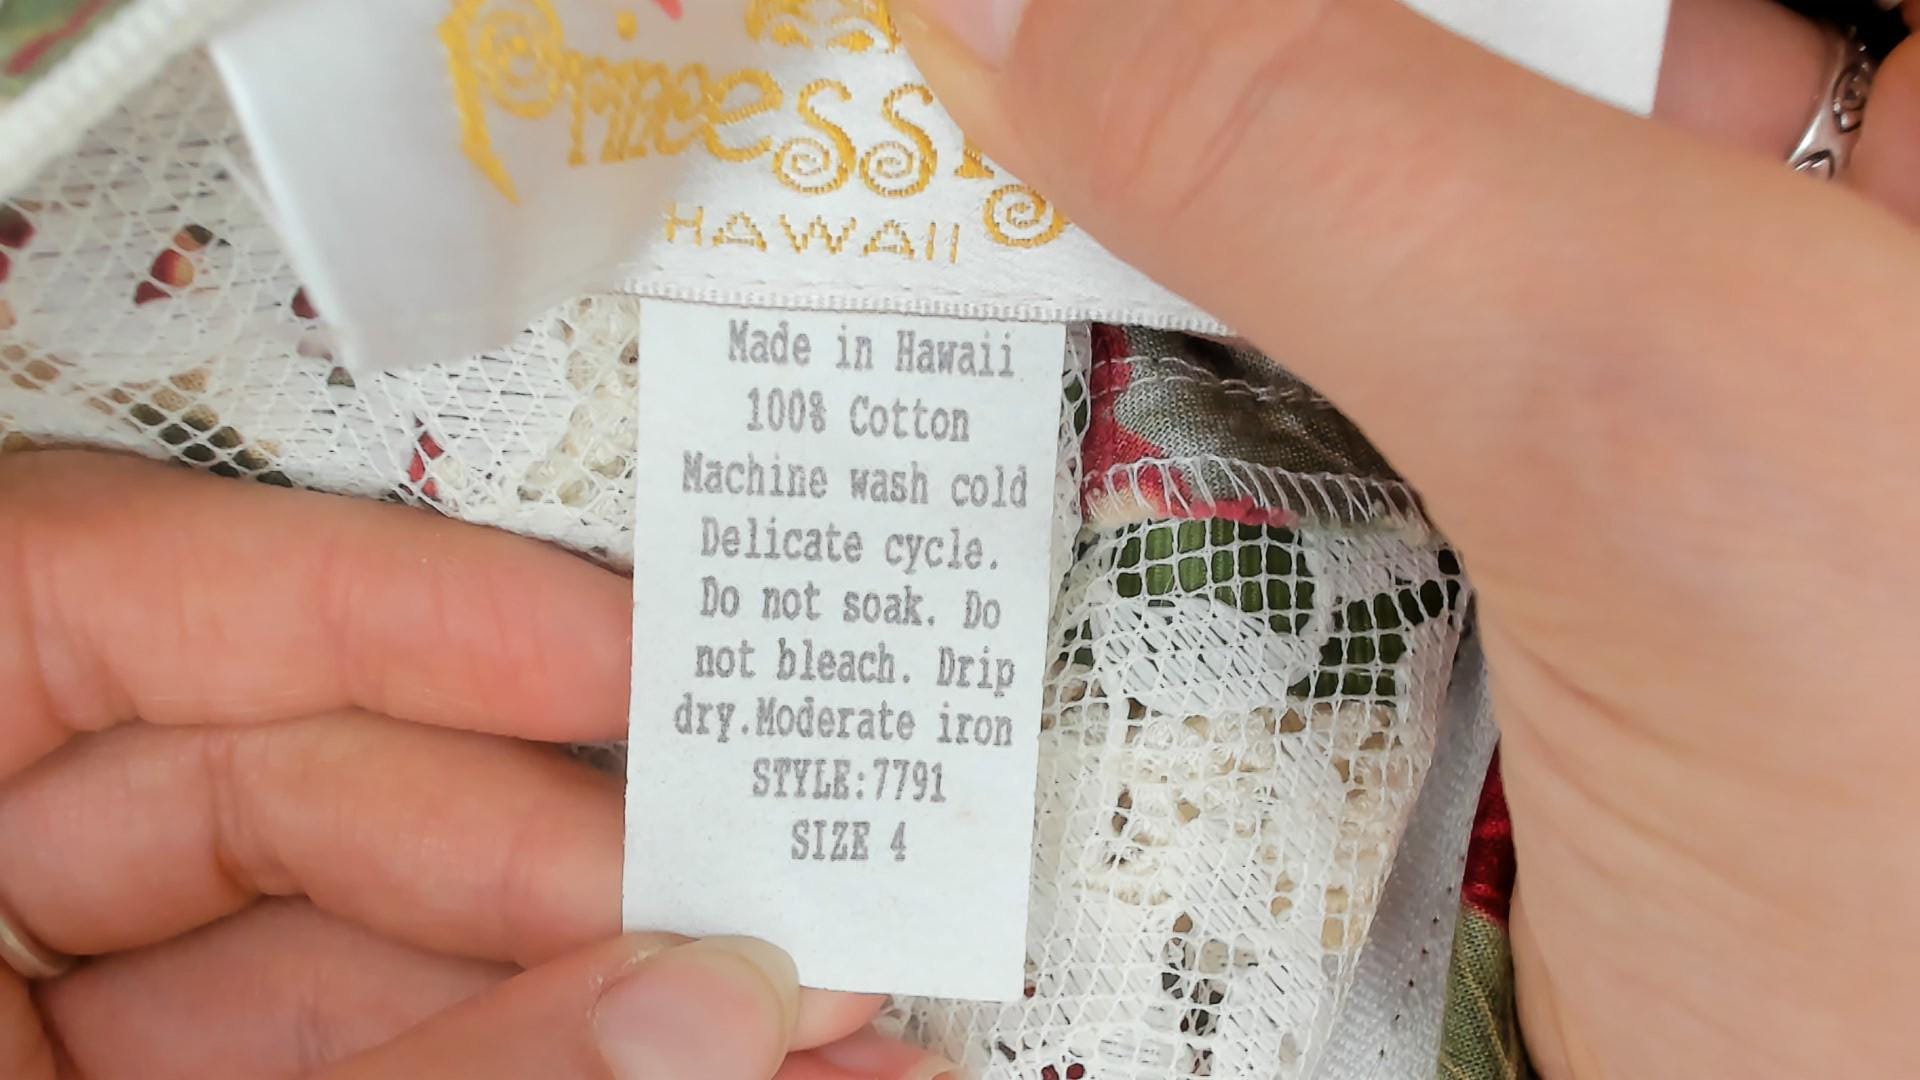 Princess
HAWAII
Made in Hawaii
100% Cotton
Machine wash cold
Delicate cycle.
Do not soak. Do
not bleach. Drip
dry.Moderate iron
STYLE:7791
SIZE 4